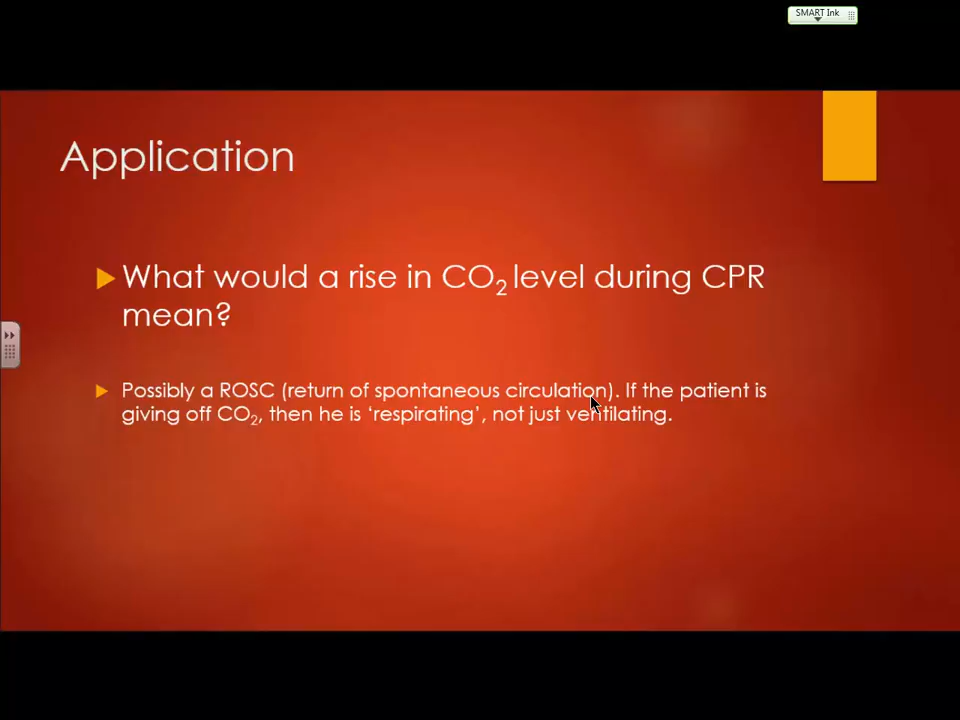 SMART Ink
Application
What would a rise in CO₂ level during CPR
mean?
Possibly a ROSC (return of spontaneous circulation). If the patient is
giving off CO₂, then he is ‘respirating’, not just ventilating.